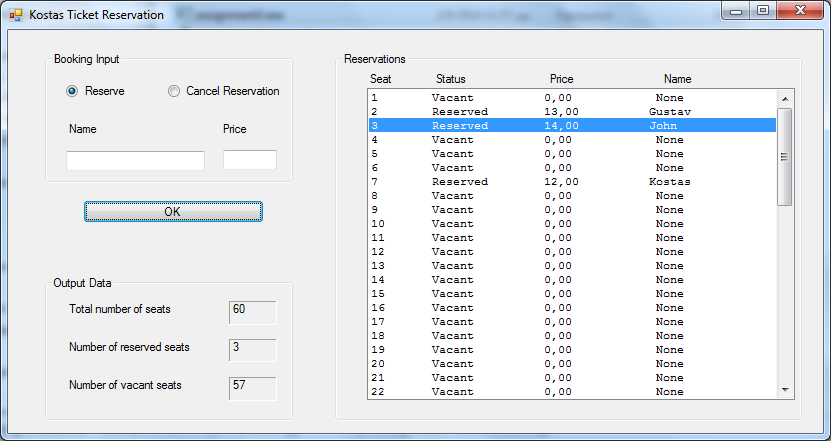 Kostas Ticket Reservation
Booking Input
Reserve Cancel Reservation
Name Price
OK
Output Data
Total number of seats 60
Number of reserved seats 3
Number of vacant seats 57
Reservations
Seat Status Price Name
1 Vacant 0,00 None
2 Reserved 13,00 Gustav
3 Reserved 14,00 John
4 Vacant 0,00 None
5 Vacant 0,00 None
6 Vacant 0,00 None
7 Reserved 12,00 Kostas
8 Vacant 0,00 None
9 Vacant 0,00 None
10 Vacant 0,00 None
11 Vacant 0,00 None
12 Vacant 0,00 None
13 Vacant 0,00 None
14 Vacant 0,00 None
15 Vacant 0,00 None
16 Vacant 0,00 None
17 Vacant 0,00 None
18 Vacant 0,00 None
19 Vacant 0,00 None
20 Vacant 0,00 None
21 Vacant 0,00 None
22 Vacant 0,00 None